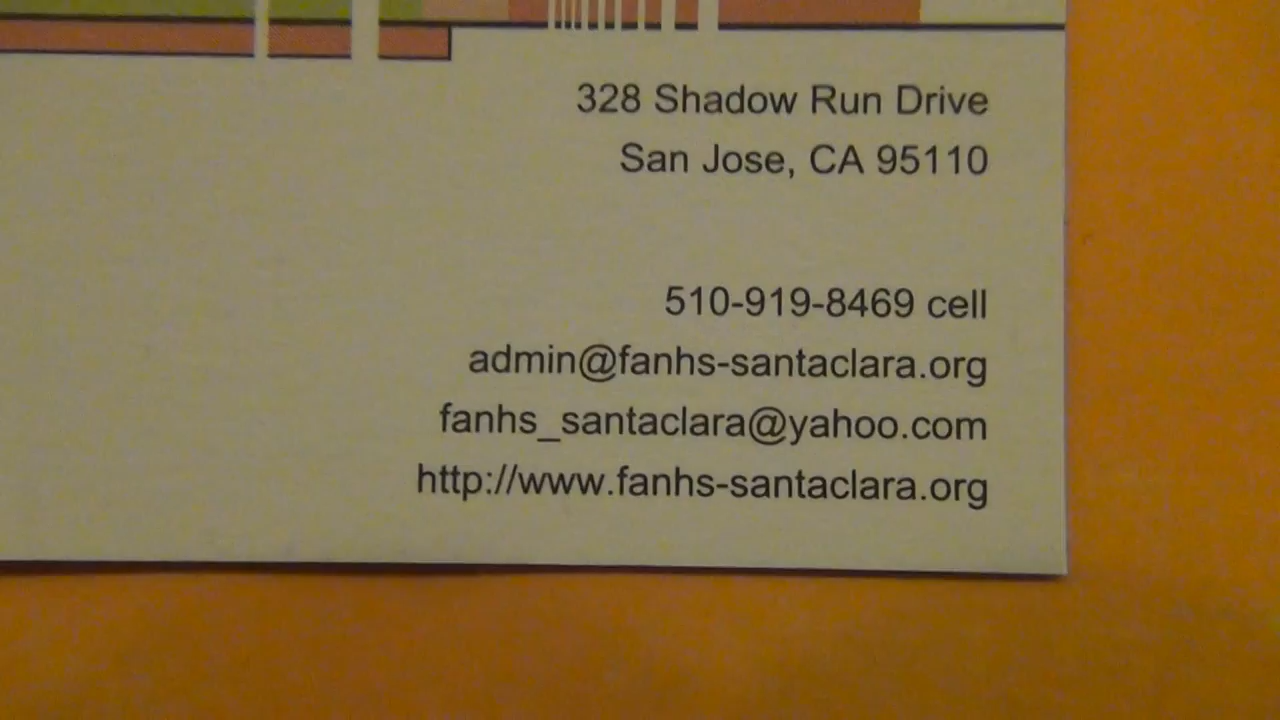 328 Shadow Run Drive
San Jose, CA 95110
510-919-8469 cell
admin@fanhs-santaclara.org
fanhs_santaclara@yahoo.com
http://www.fanhs-santaclara.org